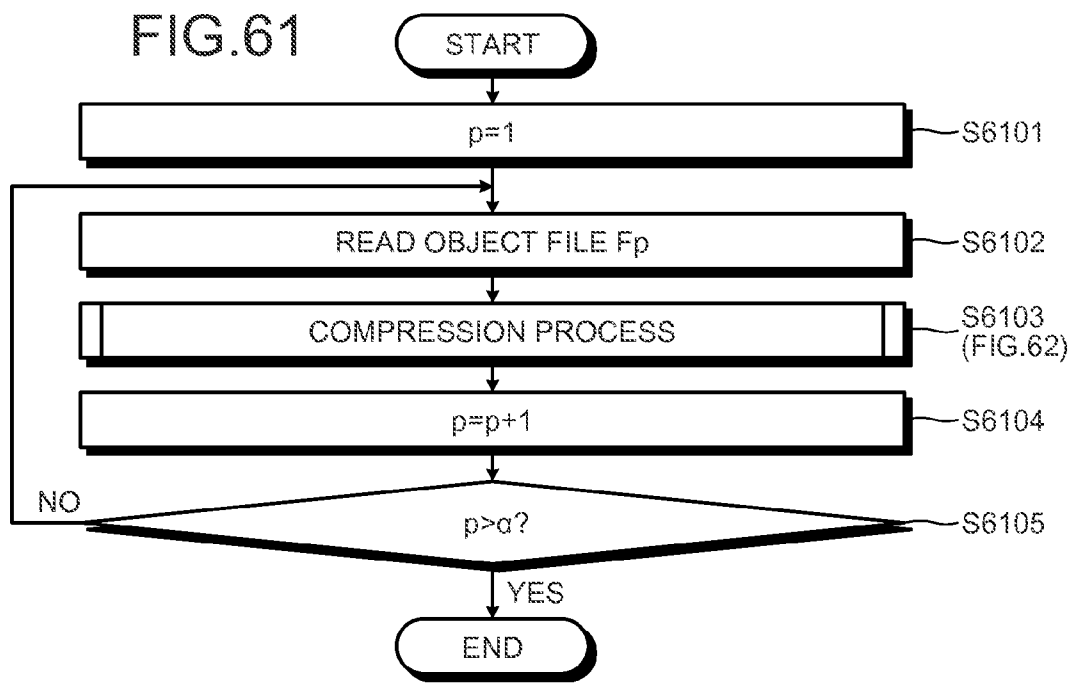 FIG.61
START
p=1
S6101
READ OBJECT FILE Fp
S6102
COMPRESSION PROCESS
S6103
(FIG.62)
p=p+1
S6104
NO
p>α?
S6105
YES
END